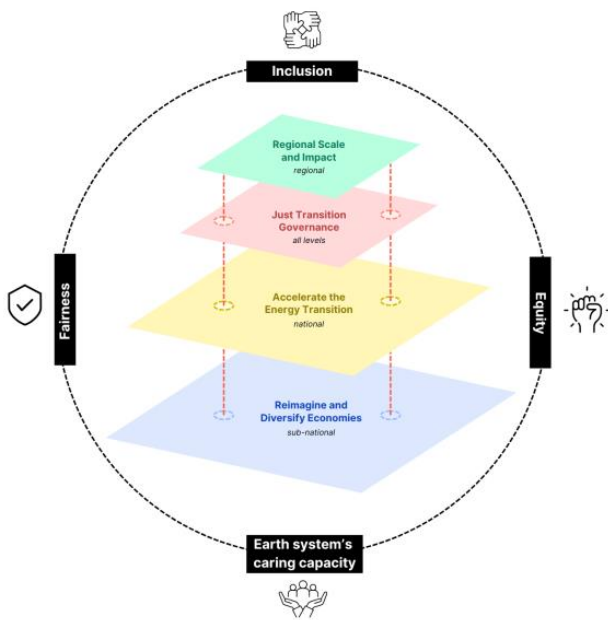 Inclusion
Regional Scale
and Impact
regional
Just Transition
Governance
all levels
Fairness
Equity
Accelerate the
Energy Transition
national
Reimagine and
Diversify Economies
sub-national
Earth system's
caring capacity